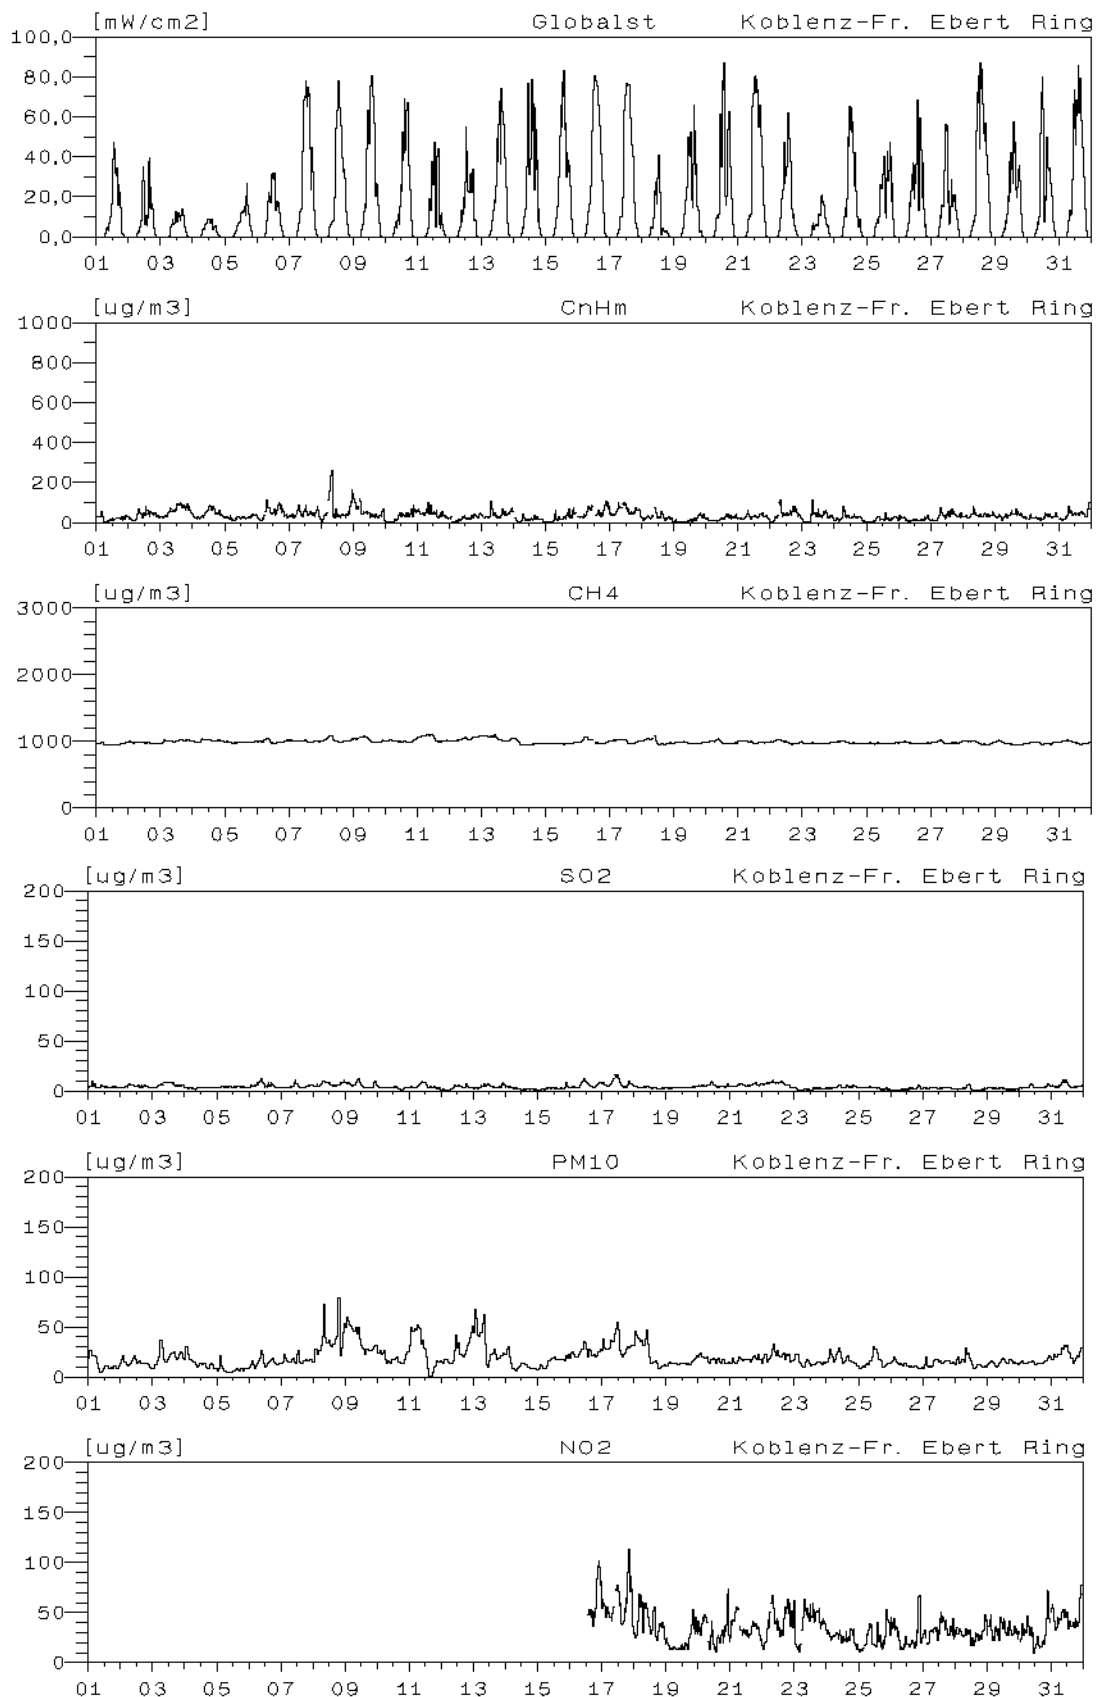 [mW/cm2] Globalst Koblenz-Fr. Ebert Ring
100,0
80,0
60,0
40,0
20,0
0,0
01 03 05 07 09 11 13 15 17 19 21 23 25 27 29 31
[ug/m3] CnHm Koblenz-Fr. Ebert Ring
1000
800
600
400
200
0
01 03 05 07 09 11 13 15 17 19 21 23 25 27 29 31
[ug/m3] CH4 Koblenz-Fr. Ebert Ring
3000
2000
1000
0
01 03 05 07 09 11 13 15 17 19 21 23 25 27 29 31
[ug/m3] SO2 Koblenz-Fr. Ebert Ring
200
150
100
50
0
01 03 05 07 09 11 13 15 17 19 21 23 25 27 29 31
[ug/m3] PM10 Koblenz-Fr. Ebert Ring
200
150
100
50
0
01 03 05 07 09 11 13 15 17 19 21 23 25 27 29 31
[ug/m3] NO2 Koblenz-Fr. Ebert Ring
200
150
100
50
0
01 03 05 07 09 11 13 15 17 19 21 23 25 27 29 31